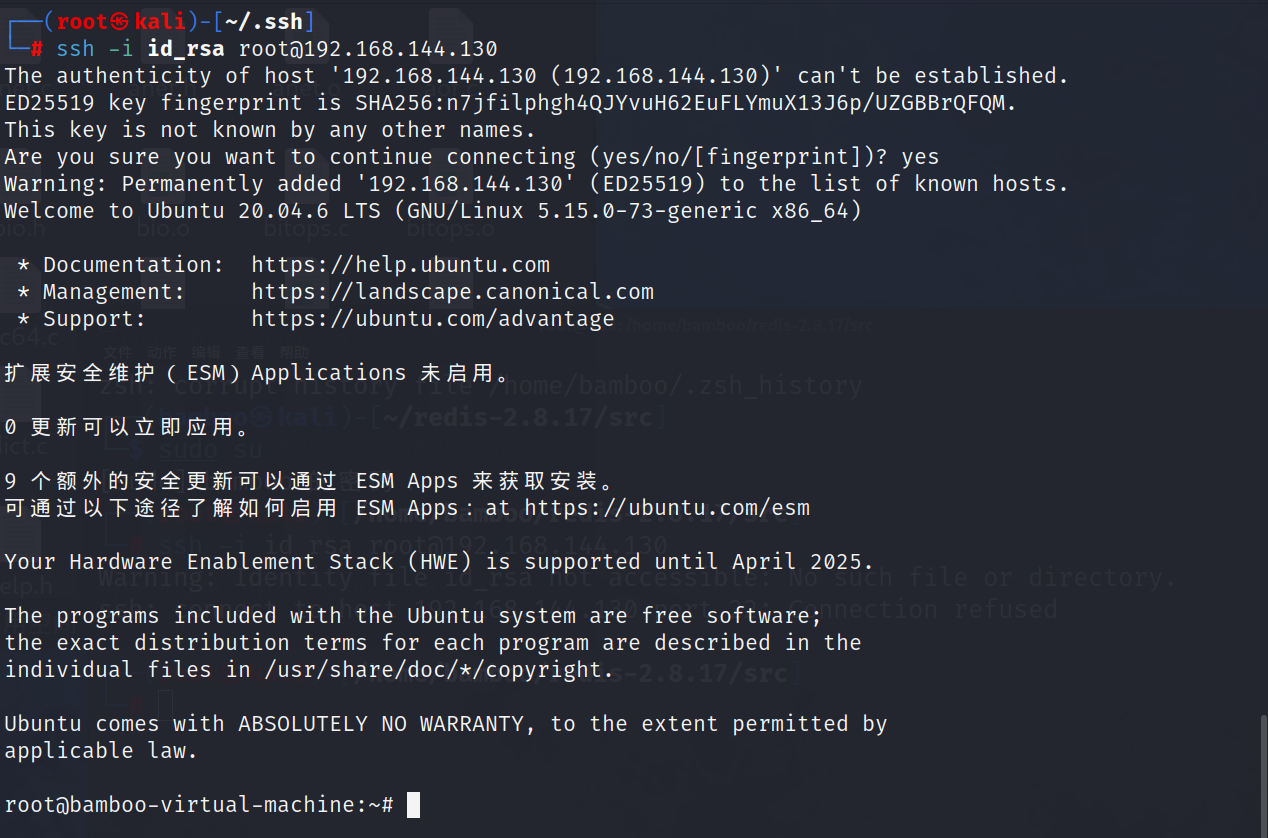 ┌──(root㉿kali)-[~/.ssh]
└─# ssh -i id_rsa root@192.168.144.130
The authenticity of host '192.168.144.130 (192.168.144.130)' can't be established.
ED25519 key fingerprint is SHA256:n7jfilphgh4QJYvuH62EuFLYmuX13J6p/UZGBBrQFQM.
This key is not known by any other names.
Are you sure you want to continue connecting (yes/no/[fingerprint])? yes
Warning: Permanently added '192.168.144.130' (ED25519) to the list of known hosts.
Welcome to Ubuntu 20.04.6 LTS (GNU/Linux 5.15.0-73-generic x86_64)
* Documentation:  https://help.ubuntu.com
* Management:     https://landscape.canonical.com
* Support:        https://ubuntu.com/advantage
扩展安全维护（ESM）Applications 未启用。
0 更新可以立即应用。
9 个额外的安全更新可以通过 ESM Apps 来获取安装。
可通过以下途径了解如何启用 ESM Apps：at https://ubuntu.com/esm
Your Hardware Enablement Stack (HWE) is supported until April 2025.
The programs included with the Ubuntu system are free software;
the exact distribution terms for each program are described in the
individual files in /usr/share/doc/*/copyright.
Ubuntu comes with ABSOLUTELY NO WARRANTY, to the extent permitted by
applicable law.
root@bamboo-virtual-machine:~#